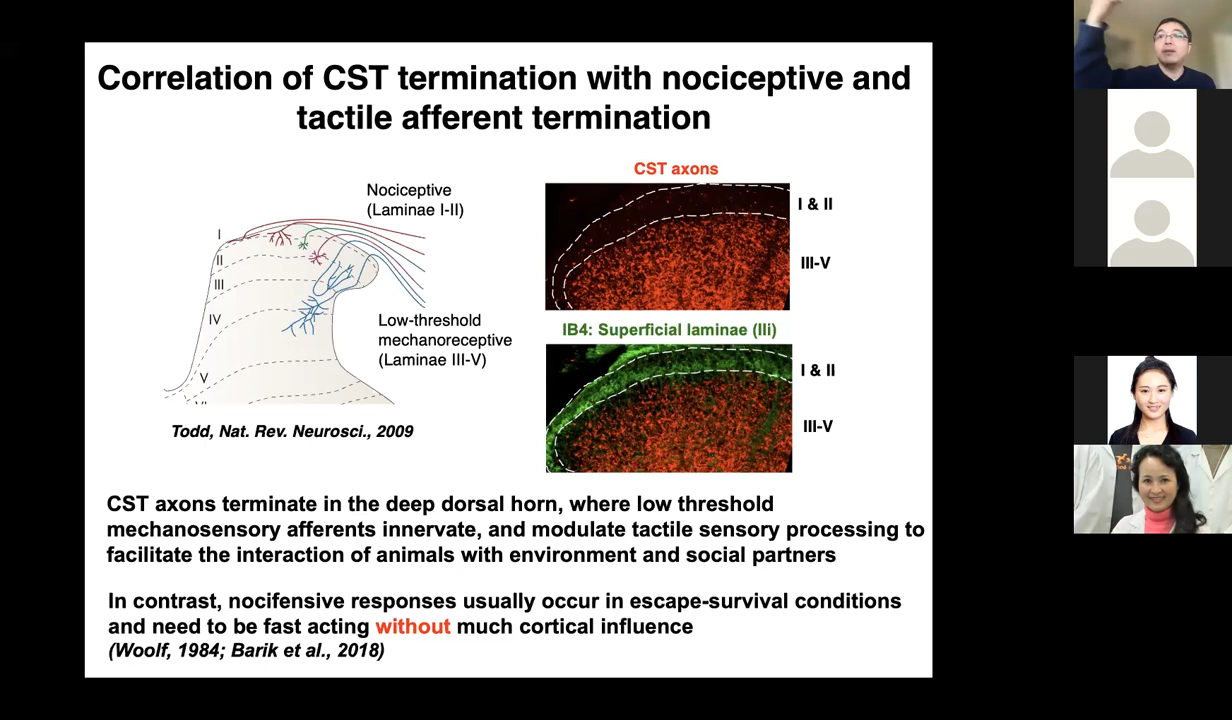 Correlation of CST termination with nociceptive and
tactile afferent termination
Nociceptive
(Laminae I-II)
I
II
III
IV
V
VI
Low-threshold
mechanoreceptive
(Laminae III-V)
Todd, Nat. Rev. Neurosci., 2009
CST axons
I & II
III-V
IB4: Superficial laminae (IIi)
I & II
III-V
CST axons terminate in the deep dorsal horn, where low threshold
mechanosensory afferents innervate, and modulate tactile sensory processing to
facilitate the interaction of animals with environment and social partners
In contrast, nocifensive responses usually occur in escape-survival conditions
and need to be fast acting without much cortical influence
(Woolf, 1984; Barik et al., 2018)